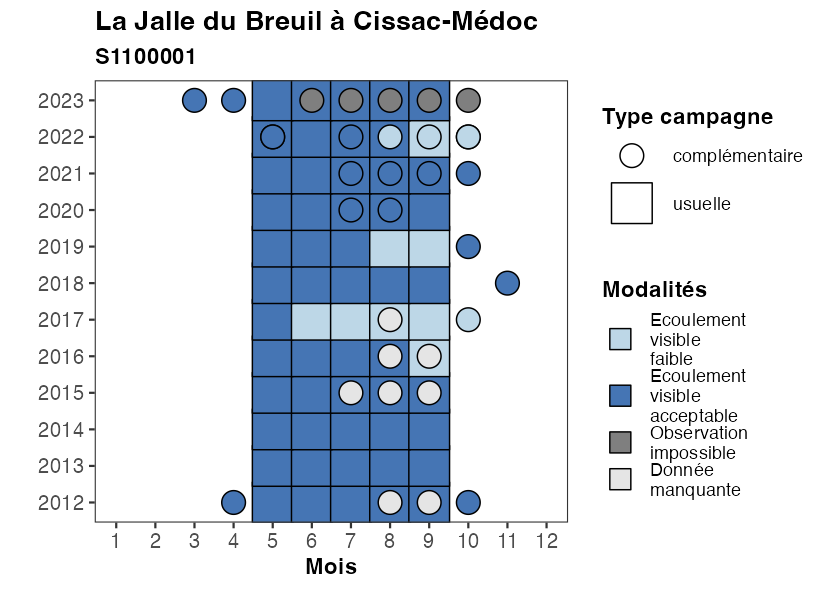 La Jalle du Breuil à Cissac-Médoc
S1100001
2023
2022
2021
2020
2019
2018
2017
2016
2015
2014
2013
2012
1 2 3 4 5 6 7 8 9 10 11 12
Mois
Type campagne
complémentaire
usuelle
Modalités
Ecoulement
visible
faible
Ecoulement
visible
acceptable
Observation
impossible
Donnée
manquante